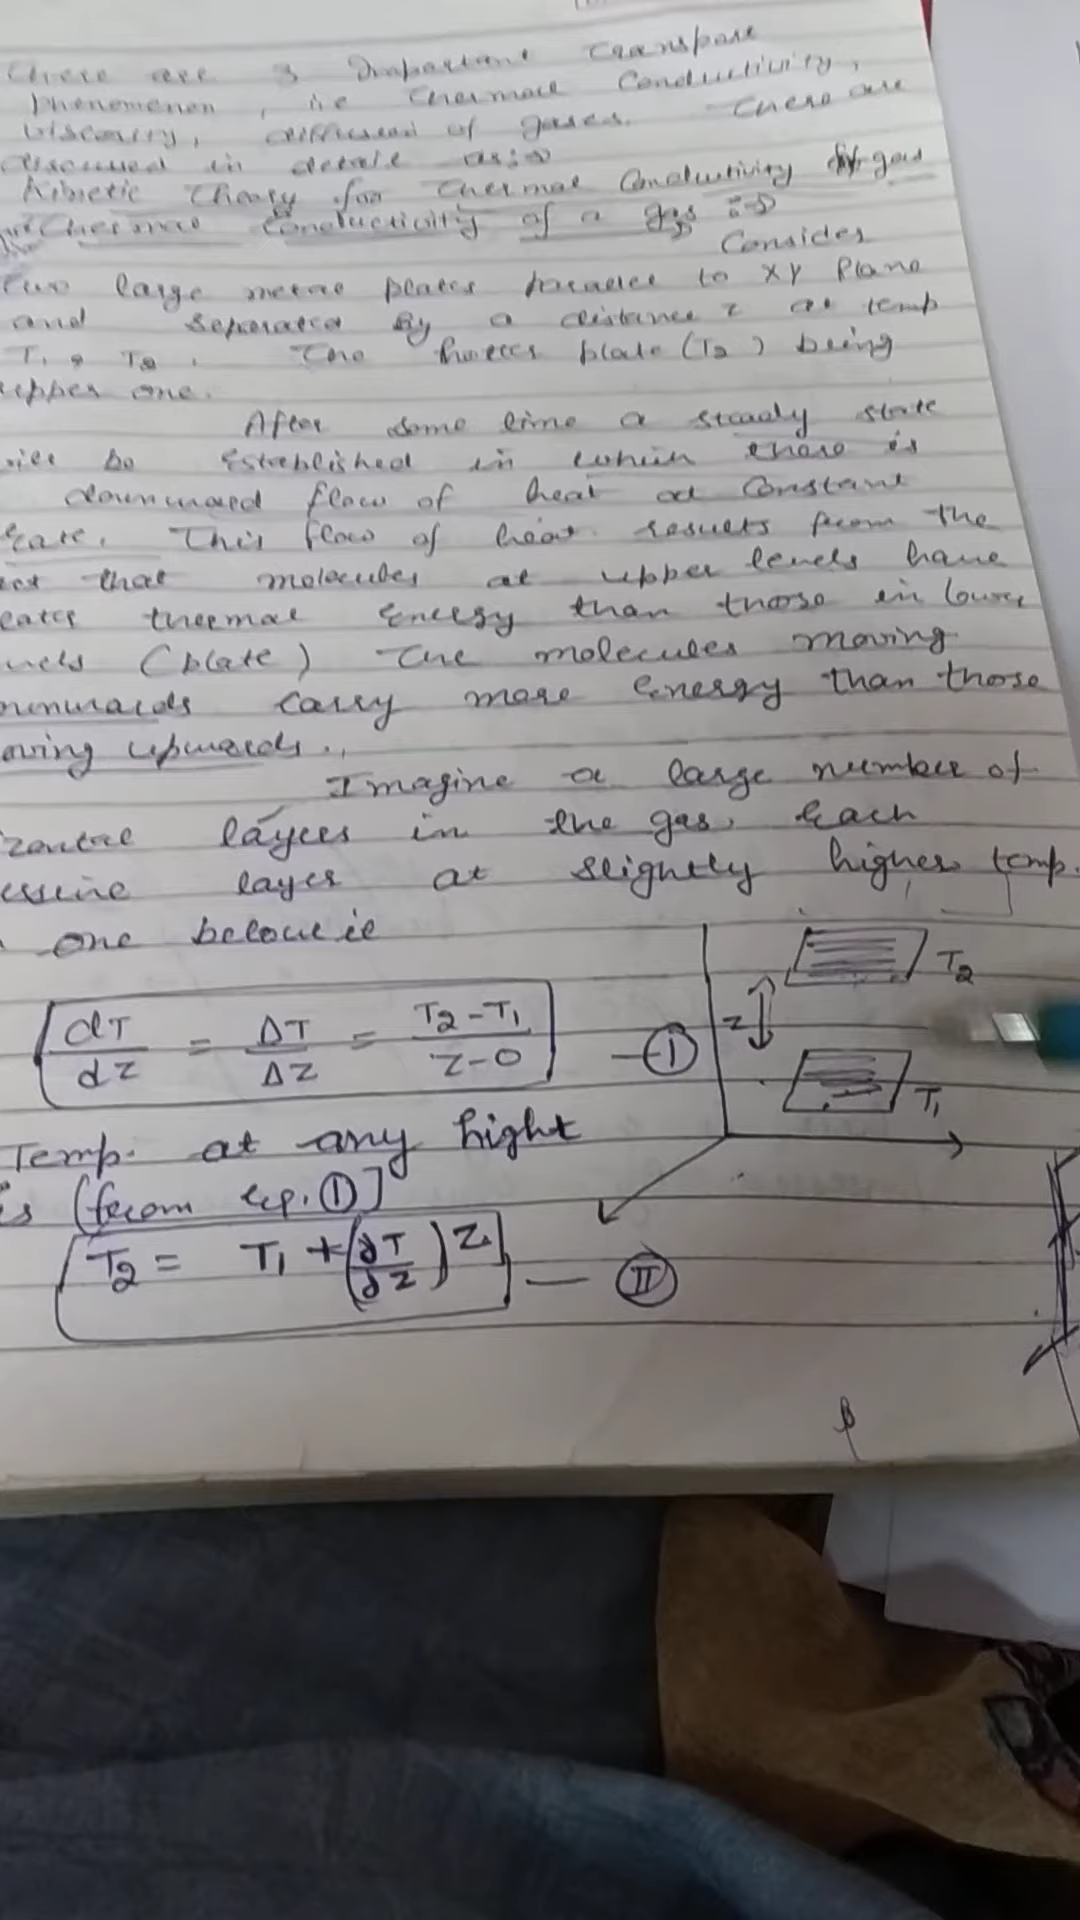 There are 3 Important Transport
Phenomenon, ie Thermal Conductivity,
Viscosity, diffusion of gases. These are
discussed in detail as:→
Kinetic Theory for Thermal Conductivity of gas
Thermal Conductivity of a gas :→
Consider
two large metal plates parallel to XY Plane
and separated by a distance z at temp
T₁ & T₂. The hotter plate (T₂) being
upper one.
After some time a steady state
will be established in which there is
downward flow of heat at Constant
rate. This flow of heat results from the
that molecules at upper levels have
thermal energy than those in lower
(plate) The molecules moving
carry more Energy than those
moving upwards.
Imagine a large number of
layers in the gas, Each
layer at slightly higher temp.
one below ie
dT/dz = ΔT/ΔZ = T₂-T₁/Z-0 — I
T₂
z
T₁
Temp. at any hight
is [from eq. I]
T₂ = T₁ + (∂T/∂z) Z — II